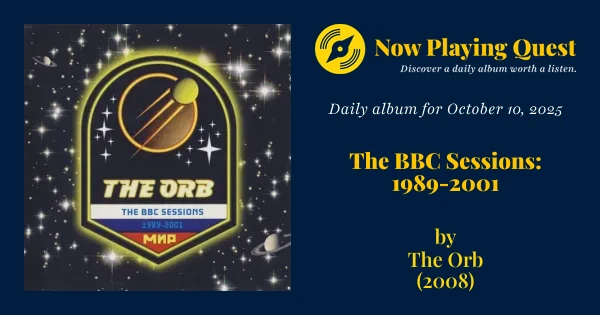 THE ORB
THE BBC SESSIONS
1989-2001
МИР
Now Playing Quest
Discover a daily album worth a listen.
Daily album for October 10, 2025
The BBC Sessions:
1989-2001
by
The Orb
(2008)